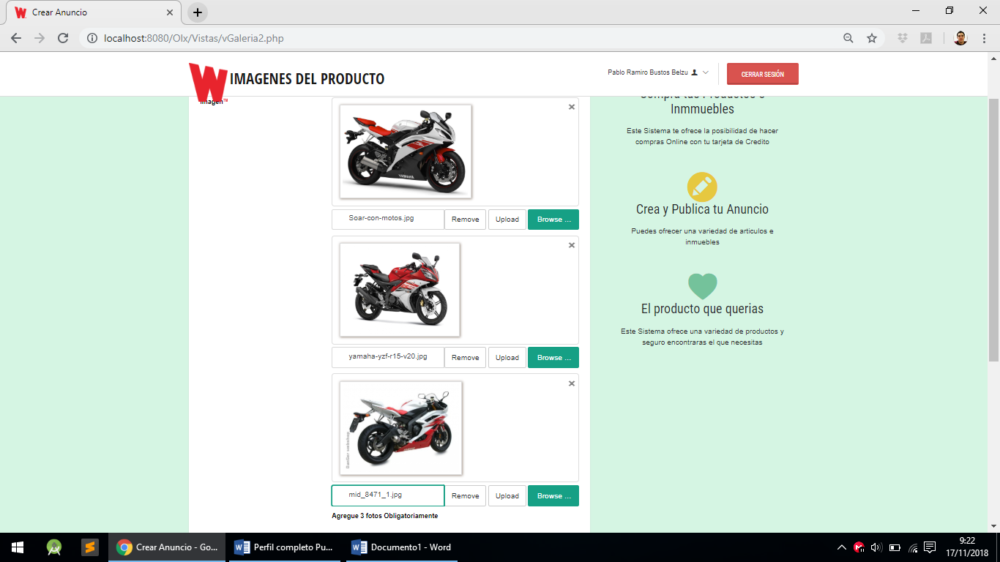 Crear Anuncio
localhost:8080/Olx/Vistas/vGaleria2.php
W IMAGENES DEL PRODUCTO
Pablo Ramiro Bustos Belzu
CERRAR SESIÓN
Imagen
YAMAHA
Soar-con-motos.jpg
Remove
Upload
Browse ...
yamaha-yzf-r15-v20.jpg
Remove
Upload
Browse ...
Bandler webshop
mid_8471_1.jpg
Remove
Upload
Browse ...
Agregue 3 fotos Obligatoriamente
Compra tus Productos o
Inmmuebles
Este Sistema te ofrece la posibilidad de hacer
compras Online con tu tarjeta de Credito
Crea y Publica tu Anuncio
Puedes ofrecer una variedad de articulos e
inmuebles
El producto que querias
Este Sistema ofrece una variedad de productos y
seguro encontraras el que necesitas
Crear Anuncio - Go...
Perfil completo Pu...
Documento1 - Word
9:22
17/11/2018